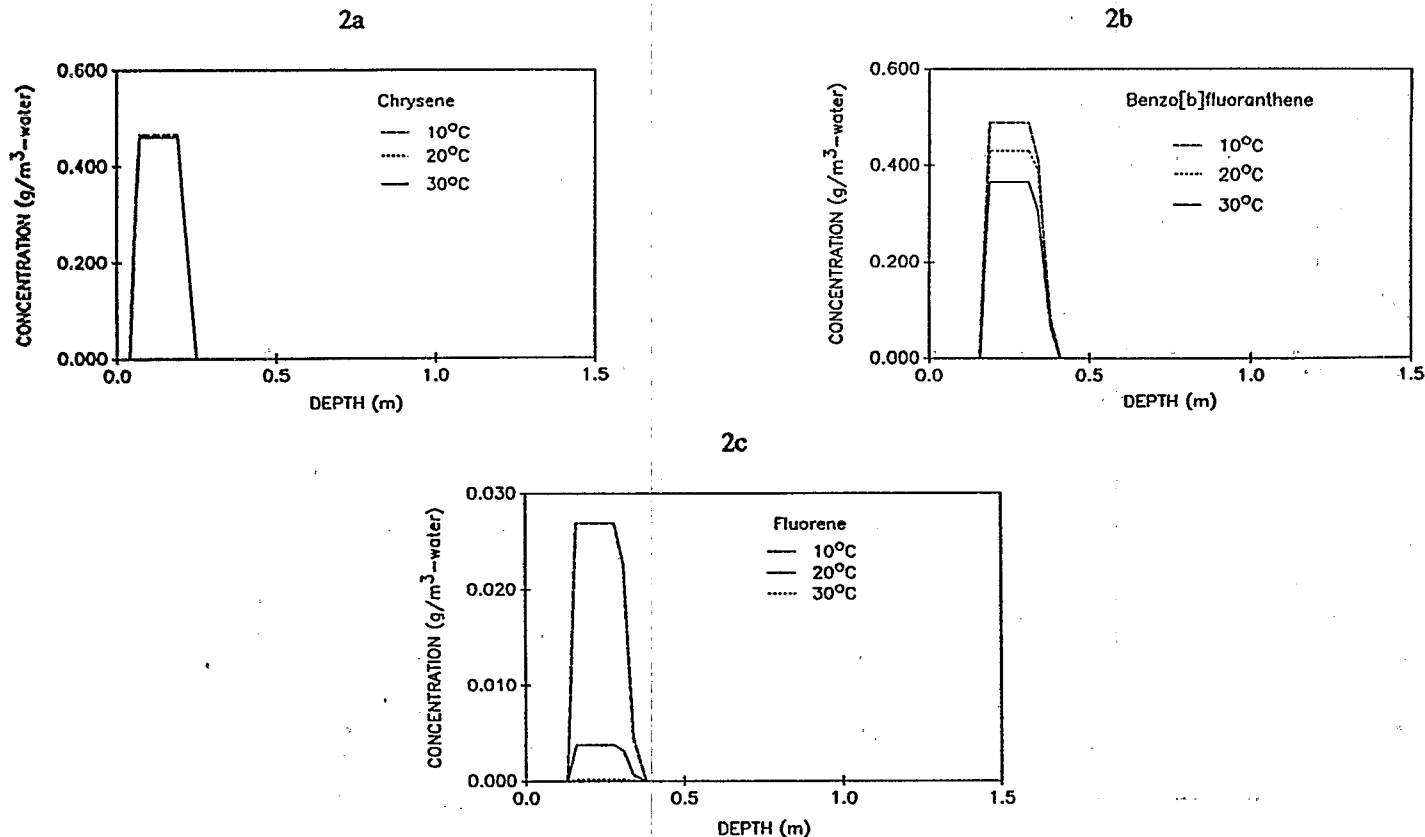 2a
CONCENTRATION (g/m³-water)
0.600
0.400
0.200
0.000
0.0
0.5
1.0
1.5
DEPTH (m)
Chrysene
10°C
20°C
30°C
2b
CONCENTRATION (g/m³-water)
0.600
0.400
0.200
0.000
0.0
0.5
1.0
1.5
DEPTH (m)
Benzo[b]fluoranthene
10°C
20°C
30°C
2c
CONCENTRATION (g/m³-water)
0.030
0.020
0.010
0.000
0.0
0.5
1.0
1.5
DEPTH (m)
Fluorene
10°C
20°C
30°C